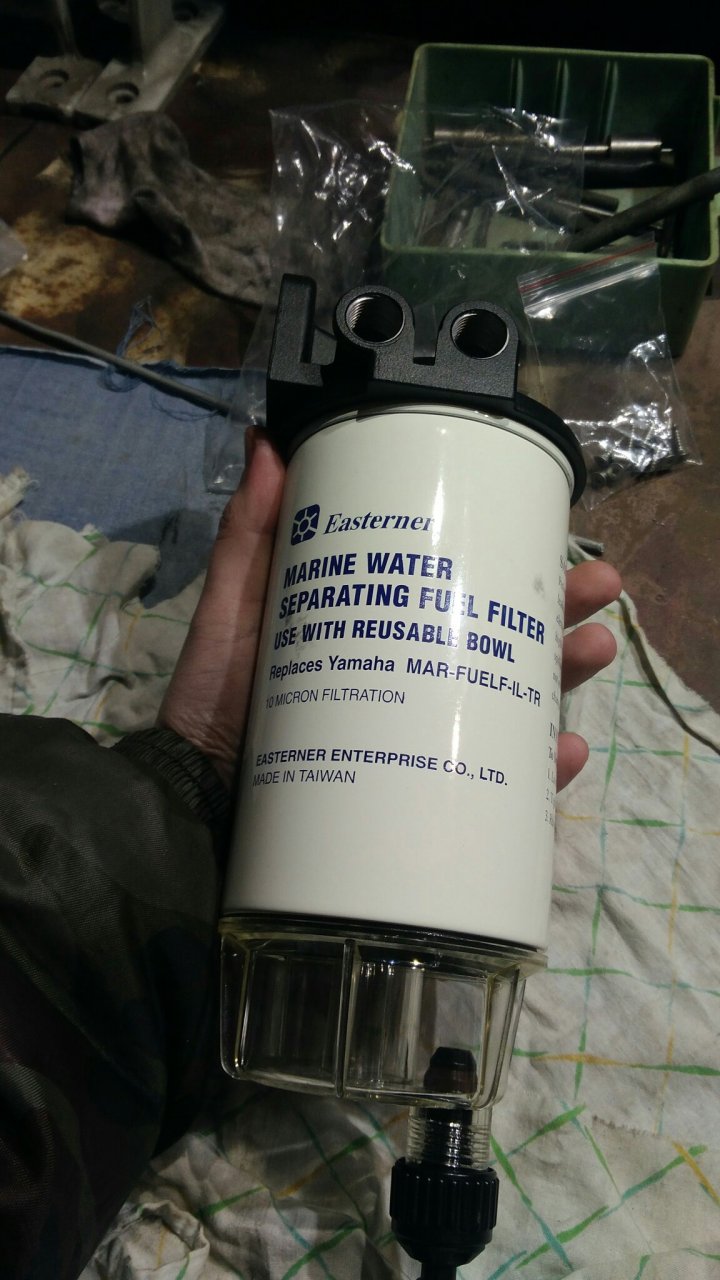 Easterner
MARINE WATER
SEPARATING FUEL FILTER
USE WITH REUSABLE BOWL
Replaces Yamaha MAR-FUELF-IL-TR
10 MICRON FILTRATION
EASTERNER ENTERPRISE CO., LTD.
MADE IN TAIWAN